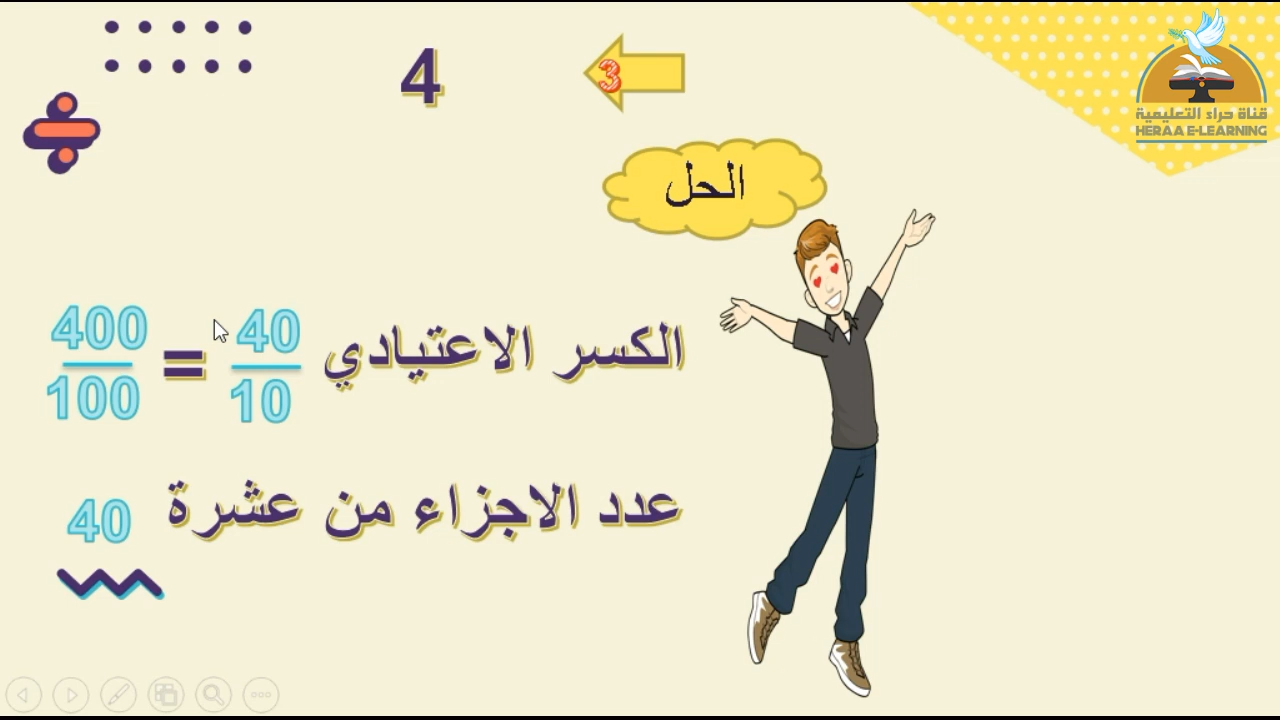 3
4
قناة حراء التعليمية
HERAA E-LEARNING
الحل
الكسر الاعتيادي 40/10 = 400/100
عدد الاجزاء من عشرة 40